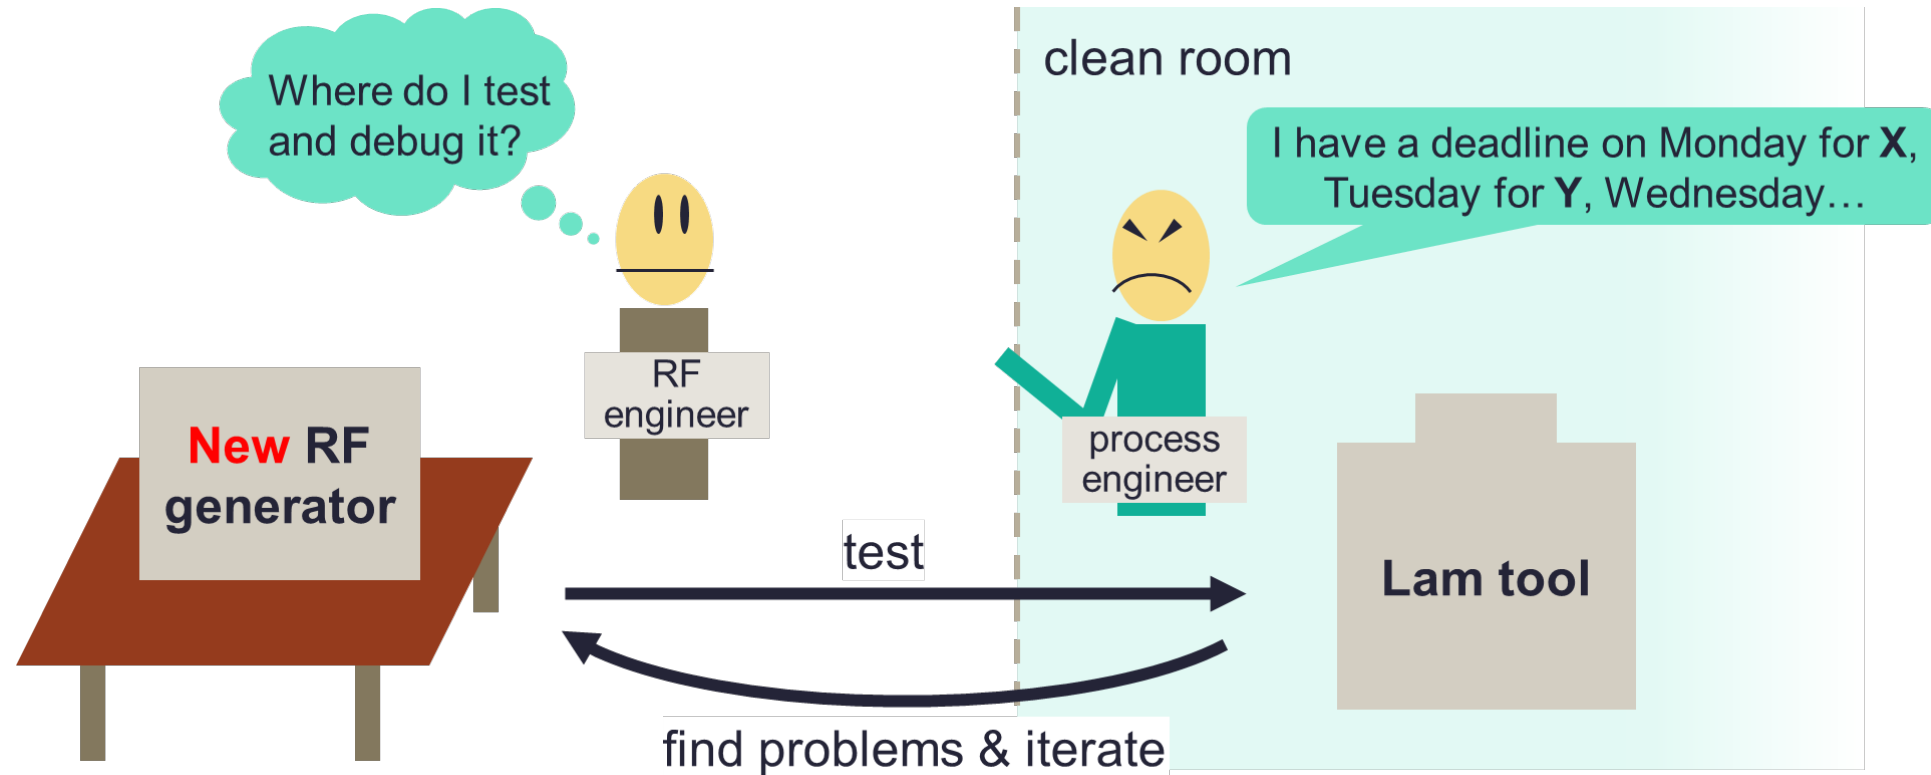 clean room
Where do I test
and debug it?
I have a deadline on Monday for X,
Tuesday for Y, Wednesday…
RF
engineer
New RF
generator
process
engineer
test
Lam tool
find problems & iterate